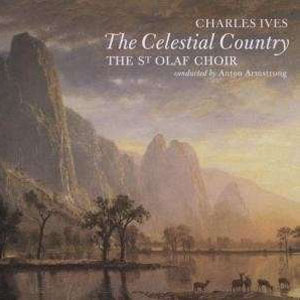 CHARLES IVES
The Celestial Country
THE ST OLAF CHOIR
conducted by Anton Armstrong